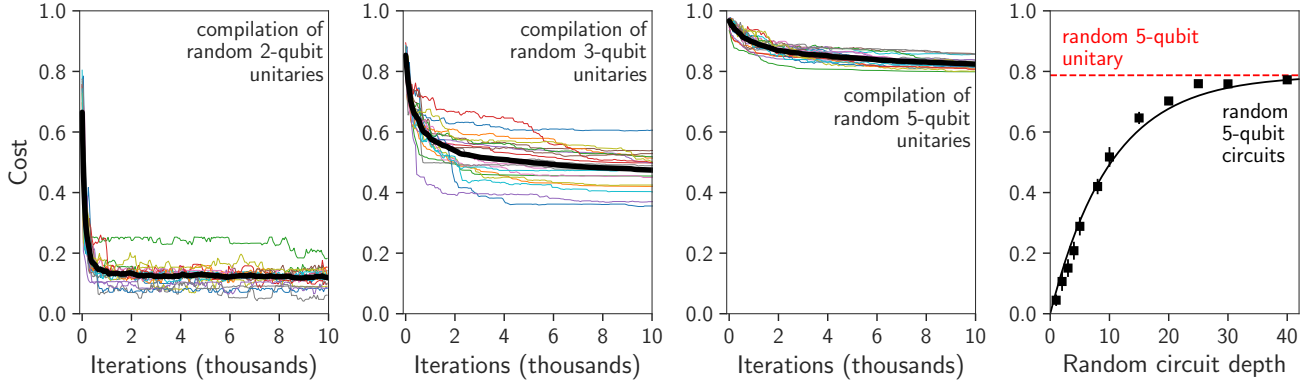 Cost
1.0
0.8
0.6
0.4
0.2
0.0
compilation of
random 2-qubit
unitaries
0
2
4
6
8
10
Iterations (thousands)
1.0
0.8
0.6
0.4
0.2
0.0
compilation of
random 3-qubit
unitaries
0
2
4
6
8
10
Iterations (thousands)
1.0
0.8
0.6
0.4
0.2
0.0
compilation of
random 5-qubit
unitaries
0
2
4
6
8
10
Iterations (thousands)
1.0
0.8
0.6
0.4
0.2
0.0
random 5-qubit
unitary
random
5-qubit
circuits
0
10
20
30
40
Random circuit depth